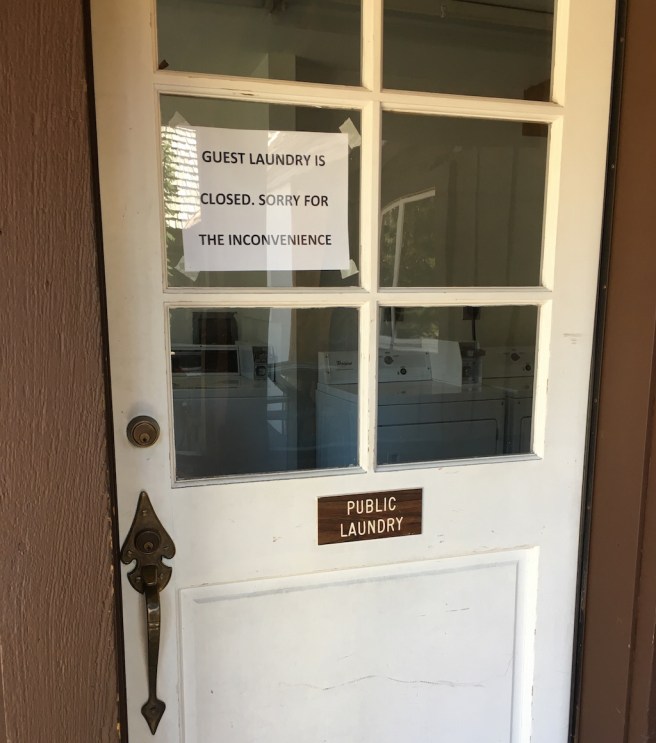 GUEST LAUNDRY IS
CLOSED. SORRY FOR
THE INCONVENIENCE
PUBLIC
LAUNDRY